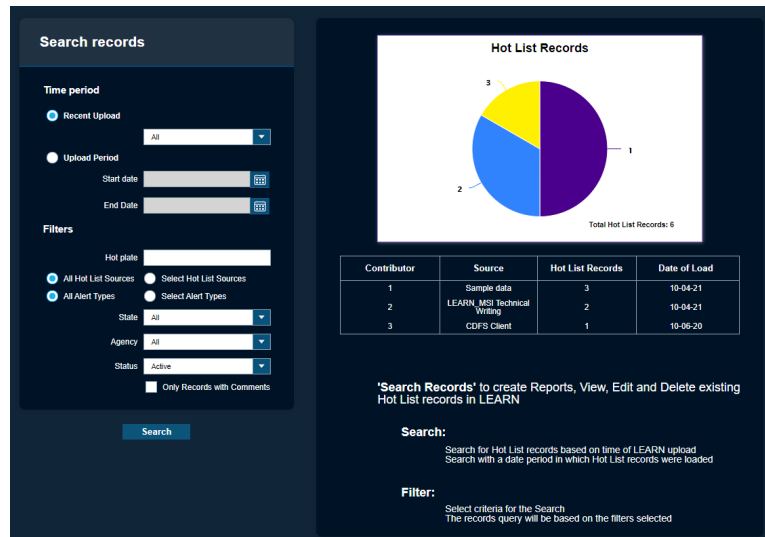 Search records
Time period
Recent Upload
All
Upload Period
Start date
End Date
Filters
Hot plate
All Hot List Sources Select Hot List Sources
All Alert Types Select Alert Types
State All
Agency All
Status Active
Only Records with Comments
Search
Hot List Records
3
1
2
Total Hot List Records: 6
Contributor Source Hot List Records Date of Load
1 Sample data 3 10-04-21
2 LEARN_MSI Technical Writing 2 10-04-21
3 CDFS Client 1 10-06-20
'Search Records' to create Reports, View, Edit and Delete existing
Hot List records in LEARN
Search:
Search for Hot List records based on time of LEARN upload
Search with a date period in which Hot List records were loaded
Filter:
Select criteria for the Search
The records query will be based on the filters selected